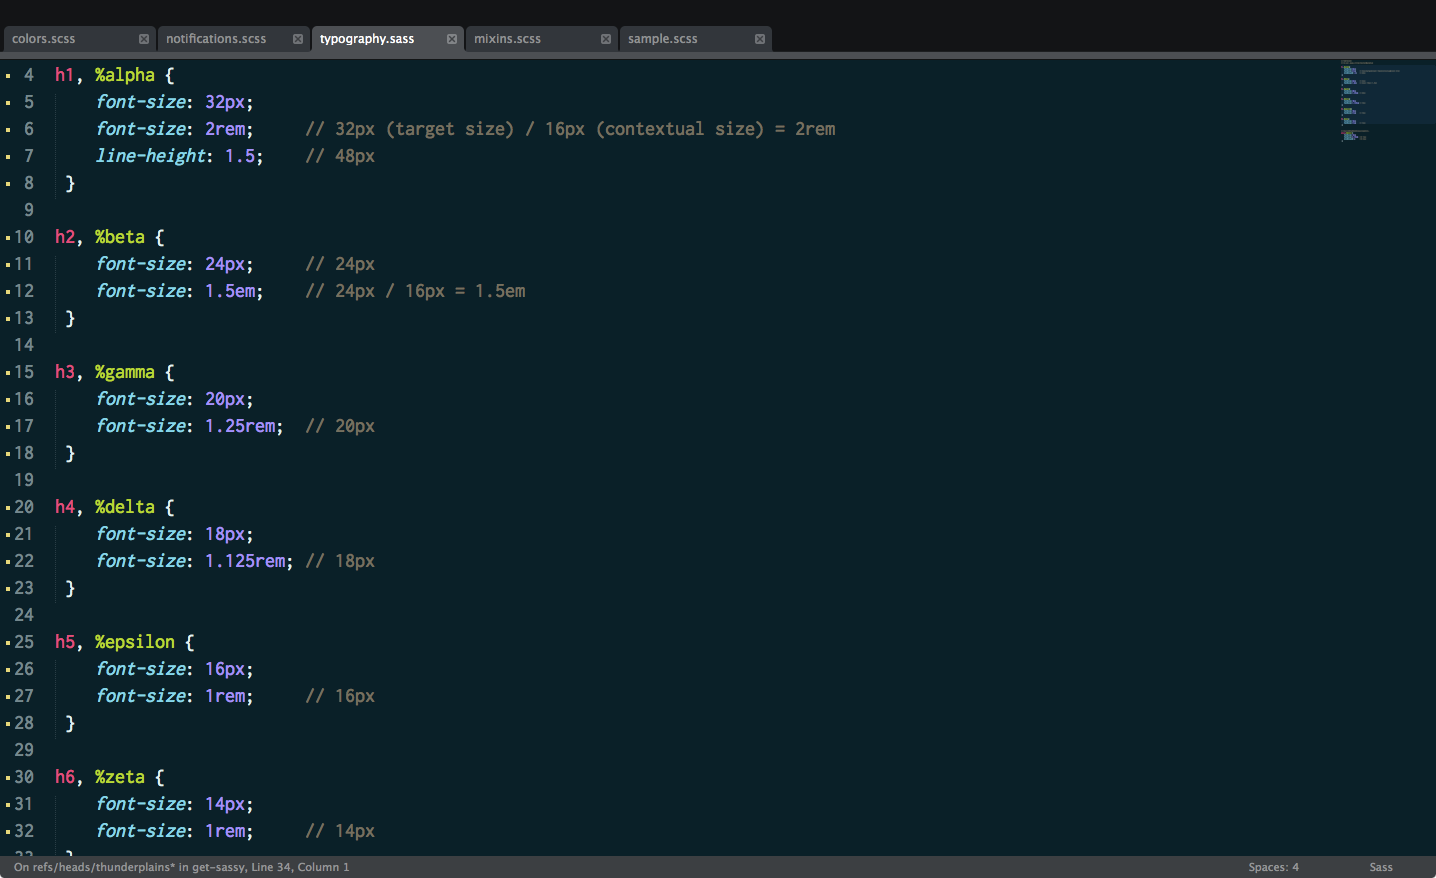 colors.scss notifications.scss typography.sass mixins.scss sample.scss
4 h1, %alpha {
5 font-size: 32px;
6 font-size: 2rem; // 32px (target size) / 16px (contextual size) = 2rem
7 line-height: 1.5; // 48px
8 }
9
10 h2, %beta {
11 font-size: 24px; // 24px
12 font-size: 1.5em; // 24px / 16px = 1.5em
13 }
14
15 h3, %gamma {
16 font-size: 20px;
17 font-size: 1.25rem; // 20px
18 }
19
20 h4, %delta {
21 font-size: 18px;
22 font-size: 1.125rem; // 18px
23 }
24
25 h5, %epsilon {
26 font-size: 16px;
27 font-size: 1rem; // 16px
28 }
29
30 h6, %zeta {
31 font-size: 14px;
32 font-size: 1rem; // 14px
33 }
On refs/heads/thunderplains* in get-sassy, Line 34, Column 1 Spaces: 4 Sass